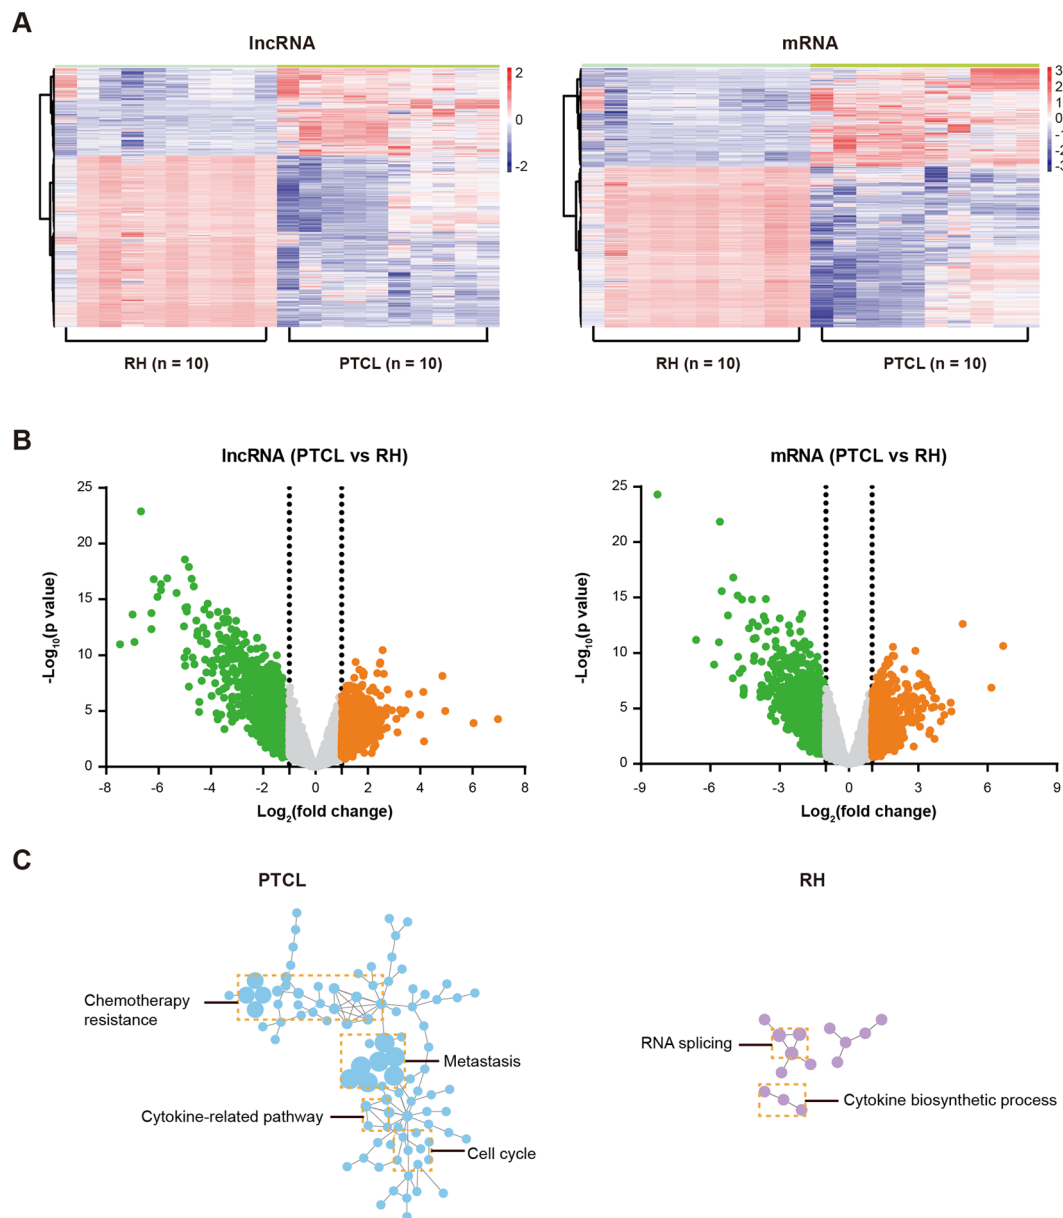 A
lncRNA
mRNA
2
0
-2
3
2
1
0
-1
-2
-3
RH (n = 10)
PTCL (n = 10)
RH (n = 10)
PTCL (n = 10)
B
lncRNA (PTCL vs RH)
mRNA (PTCL vs RH)
-Log10(p value)
25
20
15
10
5
0
-8
-6
-4
-2
0
2
4
6
8
Log2(fold change)
-Log10(p value)
25
20
15
10
5
0
-9
-6
-3
0
3
6
9
Log2(fold change)
C
PTCL
RH
Chemotherapy
resistance
Metastasis
Cytokine-related pathway
Cell cycle
RNA splicing
Cytokine biosynthetic process